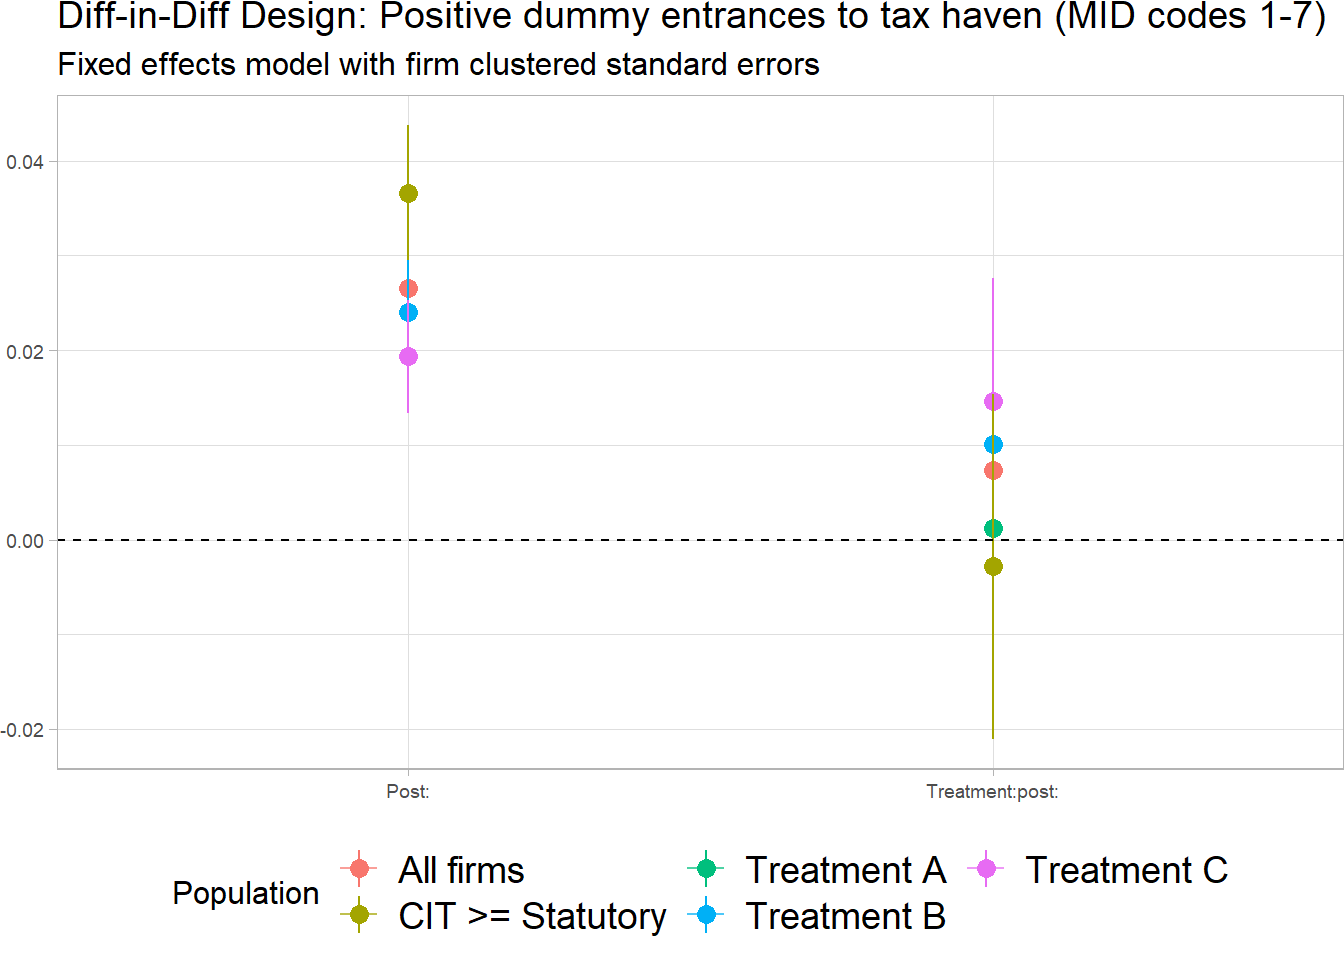 Diff-in-Diff Design: Positive dummy entrances to tax haven (MID codes 1-7)
Fixed effects model with firm clustered standard errors
0.04
0.02
0.00
-0.02
Post:
Treatment:post:
Population
All firms
Treatment A
Treatment C
CIT >= Statutory
Treatment B